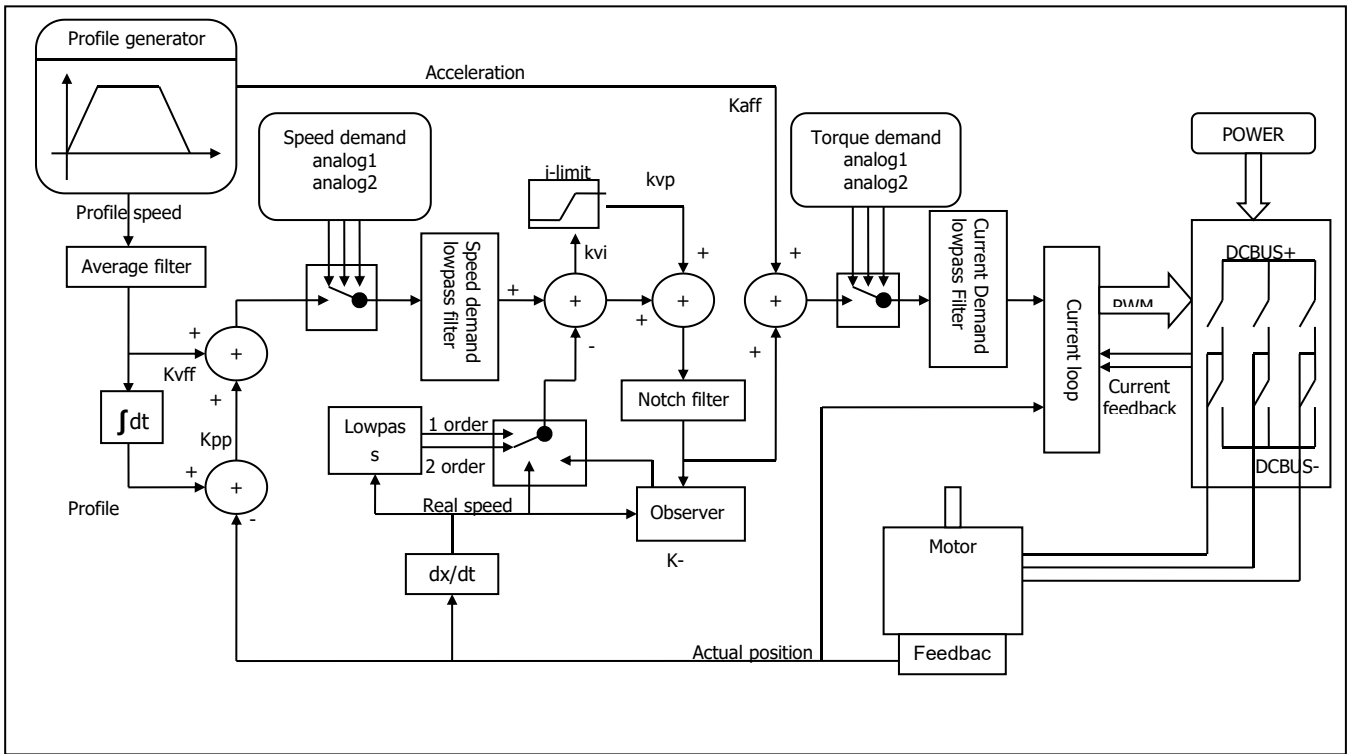 Profile generator
Acceleration
Kaff
Speed demand
analog1
analog2
Torque demand
analog1
analog2
POWER
i-limit
kvp
Profile speed
Average filter
kvi
Speed demand
lowpass filter
Current Demand
lowpass Filter
Current loop
PWM
DCBUS+
+
+
+
+
+
+
+
+
-
+
+
Kvff
+
Current
feedback
∫dt
Kpp
Notch filter
Lowpas
s
1 order
2 order
DCBUS-
+
+
-
Profile
Real speed
Observer
K-
Motor
dx/dt
Actual position
Feedbac